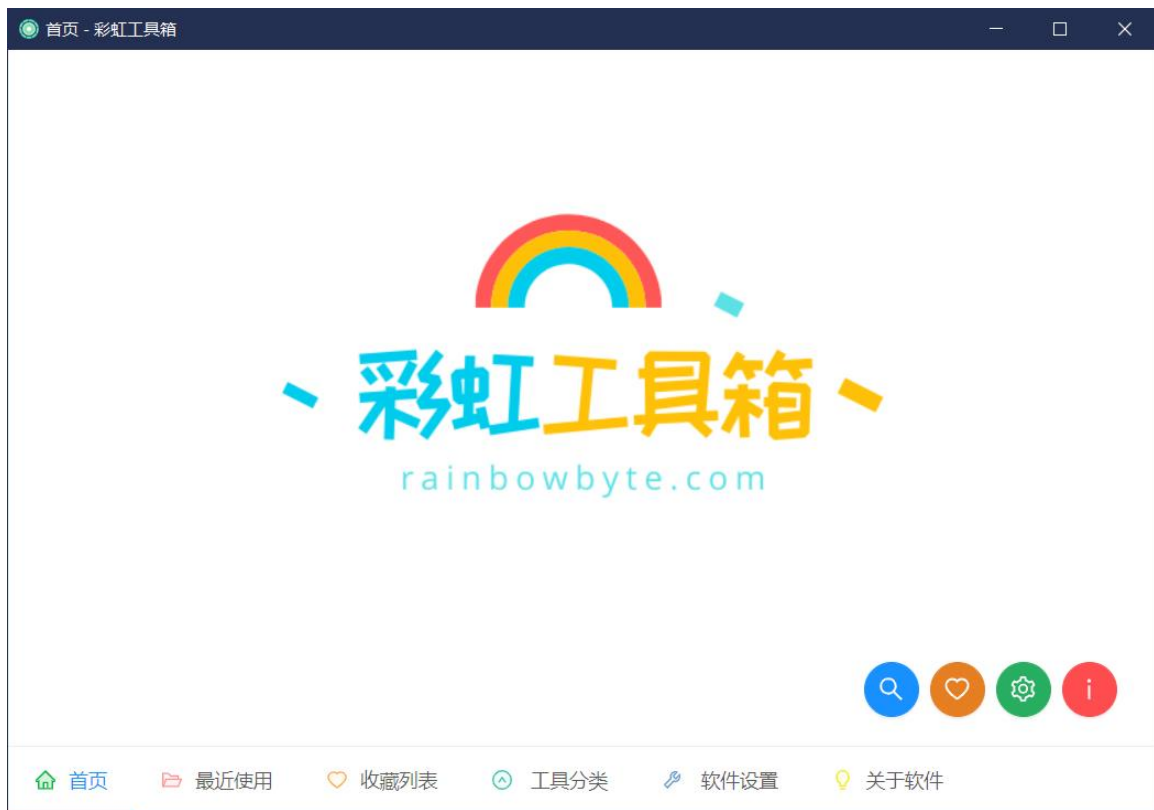 首页 - 彩虹工具箱
彩虹工具箱
rainbowbyte.com
首页 最近使用 收藏列表 工具分类 软件设置 关于软件